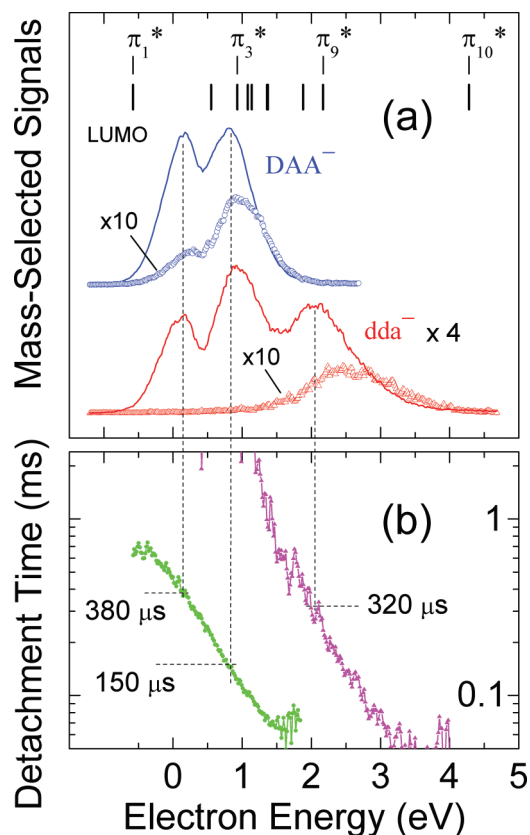 π1* π3* π9* π10*
(a)
LUMO
DAA−
x10
dda− x 4
x10
Mass-Selected Signals
(b)
1
380 μs
320 μs
150 μs
0.1
Detachment Time (ms)
0 1 2 3 4 5
Electron Energy (eV)